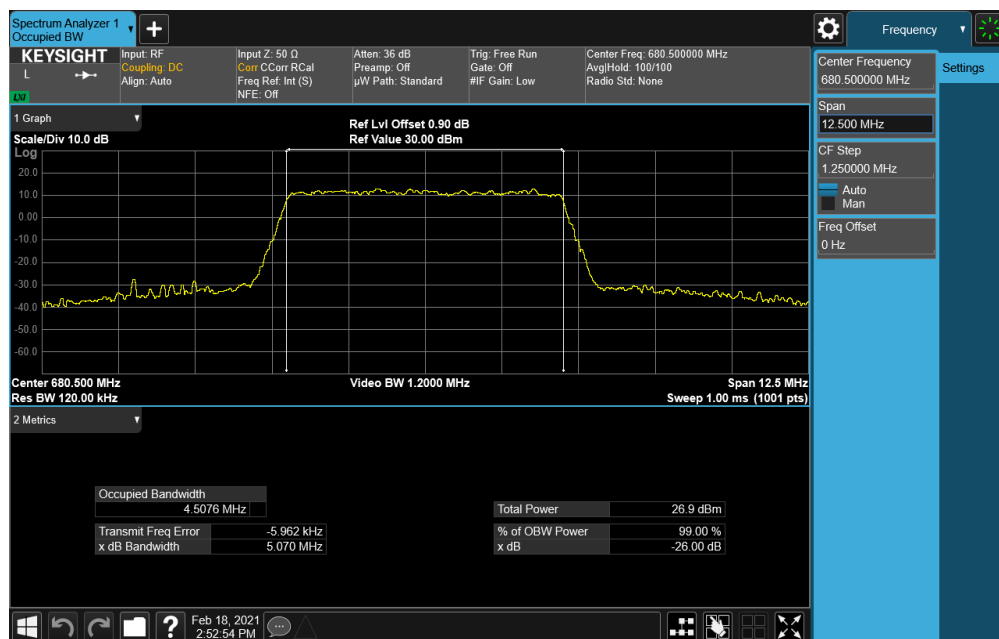 Spectrum Analyzer 1
Occupied BW
Frequency
KEYSIGHT
L
LXI
Input: RF
Coupling: DC
Align: Auto
Input Z: 50 Ω
Corr CCorr RCal
Freq Ref: Int (S)
NFE: Off
Atten: 36 dB
Preamp: Off
µW Path: Standard
Trig: Free Run
Gate: Off
#IF Gain: Low
Center Freq: 680.500000 MHz
Avg|Hold: 100/100
Radio Std: None
Center Frequency
680.500000 MHz
Settings
Span
12.500 MHz
CF Step
1.250000 MHz
Auto
Man
Freq Offset
0 Hz
1 Graph
Scale/Div 10.0 dB
Ref Lvl Offset 0.90 dB
Ref Value 30.00 dBm
Log
20.0
10.0
0.00
-10.0
-20.0
-30.0
-40.0
-50.0
-60.0
Center 680.500 MHz
Video BW 1.2000 MHz
Span 12.5 MHz
Res BW 120.00 kHz
Sweep 1.00 ms (1001 pts)
2 Metrics
Occupied Bandwidth
4.5076 MHz
Transmit Freq Error -5.962 kHz
x dB Bandwidth 5.070 MHz
Total Power 26.9 dBm
% of OBW Power 99.00 %
x dB -26.00 dB
?
Feb 18, 2021
2:52:54 PM